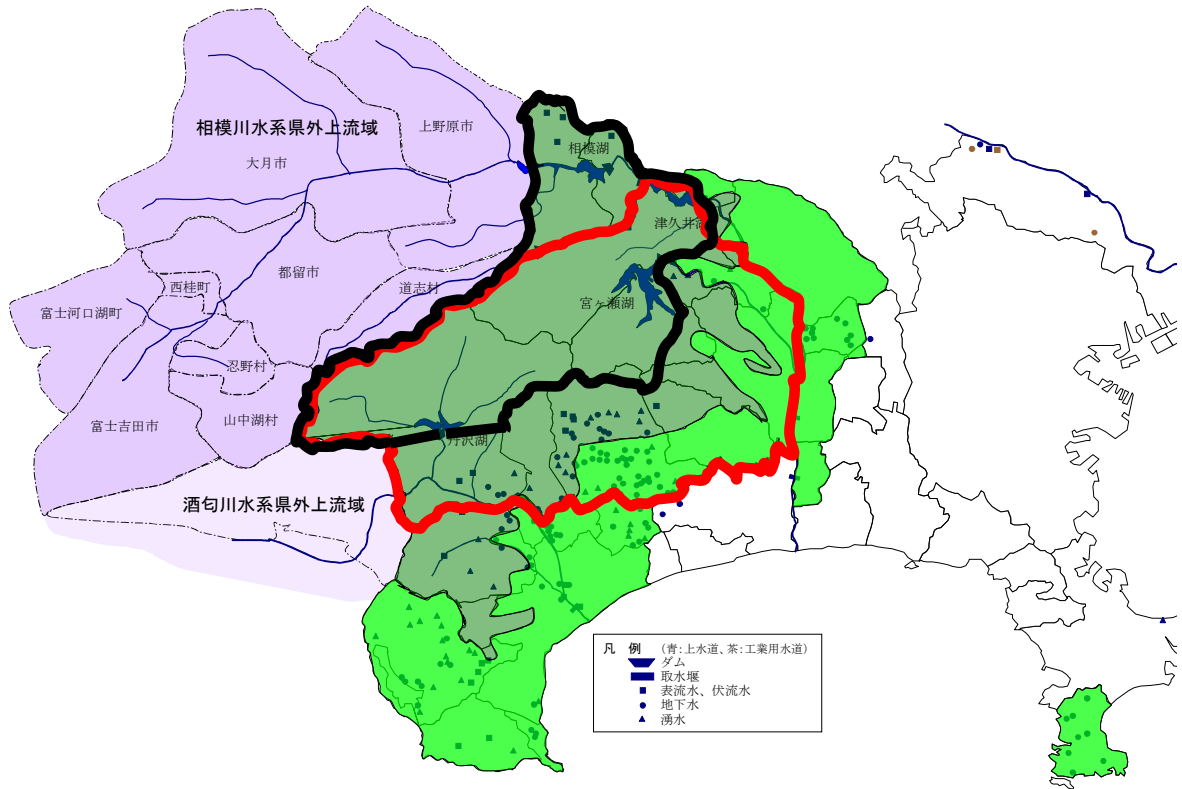 相模川水系県外上流域
上野原市
大月市
相模湖
津久井湖
都留市
道志村
西桂町
宮ヶ瀬湖
富士河口湖町
忍野村
富士吉田市
山中湖村
丹沢湖
酒匂川水系県外上流域
凡 例 (青:上水道、茶:工業用水道)
ダム
取水堰
表流水、伏流水
地下水
湧水